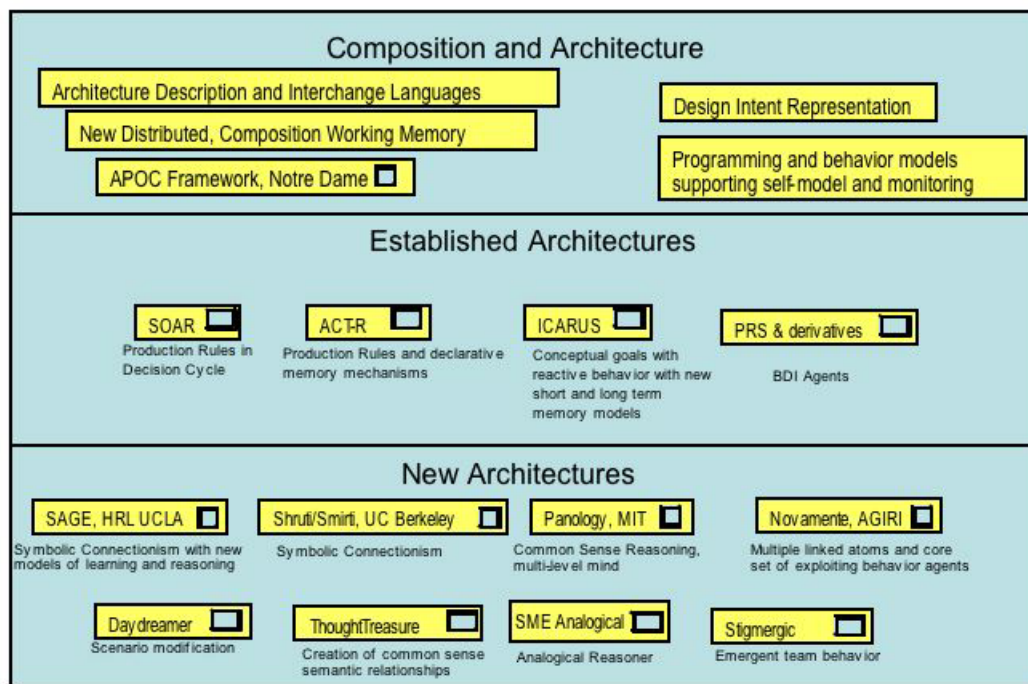 Composition and Architecture
Architecture Description and Interchange Languages
New Distributed, Composition Working Memory
APOC Framework, Notre Dame
Design Intent Representation
Programming and behavior models
supporting self-model and monitoring
Established Architectures
SOAR
Production Rules in
Decision Cycle
ACT-R
Production Rules and declarative
memory mechanisms
ICARUS
Conceptual goals with
reactive behavior with new
short and long term
memory models
PRS & derivatives
BDI Agents
New Architectures
SAGE, HRL UCLA
Symbolic Connectionism with new
models of learning and reasoning
Shruti/Smirti, UC Berkeley
Symbolic Connectionism
Panology, MIT
Common Sense Reasoning,
multi-level mind
Novamente, AGIRI
Multiple linked atoms and core
set of exploiting behavior agents
Daydreamer
Scenario modification
ThoughtTreasure
Creation of common sense
semantic relationships
SME Analogical
Analogical Reasoner
Stigmergic
Emergent team behavior